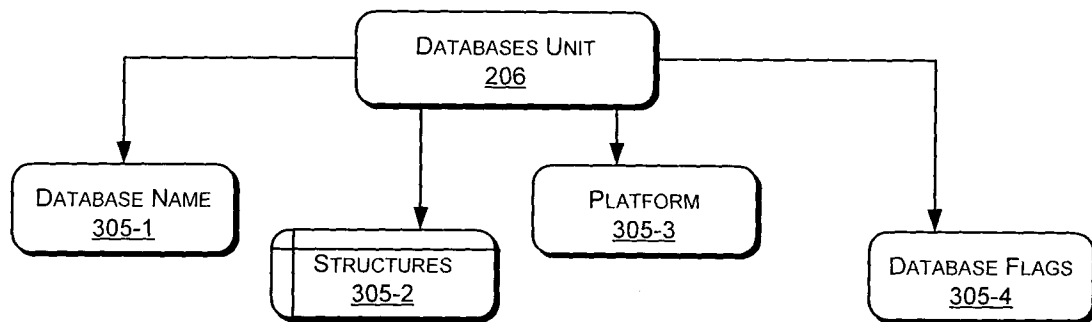 DATABASES UNIT
206
DATABASE NAME
305-1
STRUCTURES
305-2
PLATFORM
305-3
DATABASE FLAGS
305-4